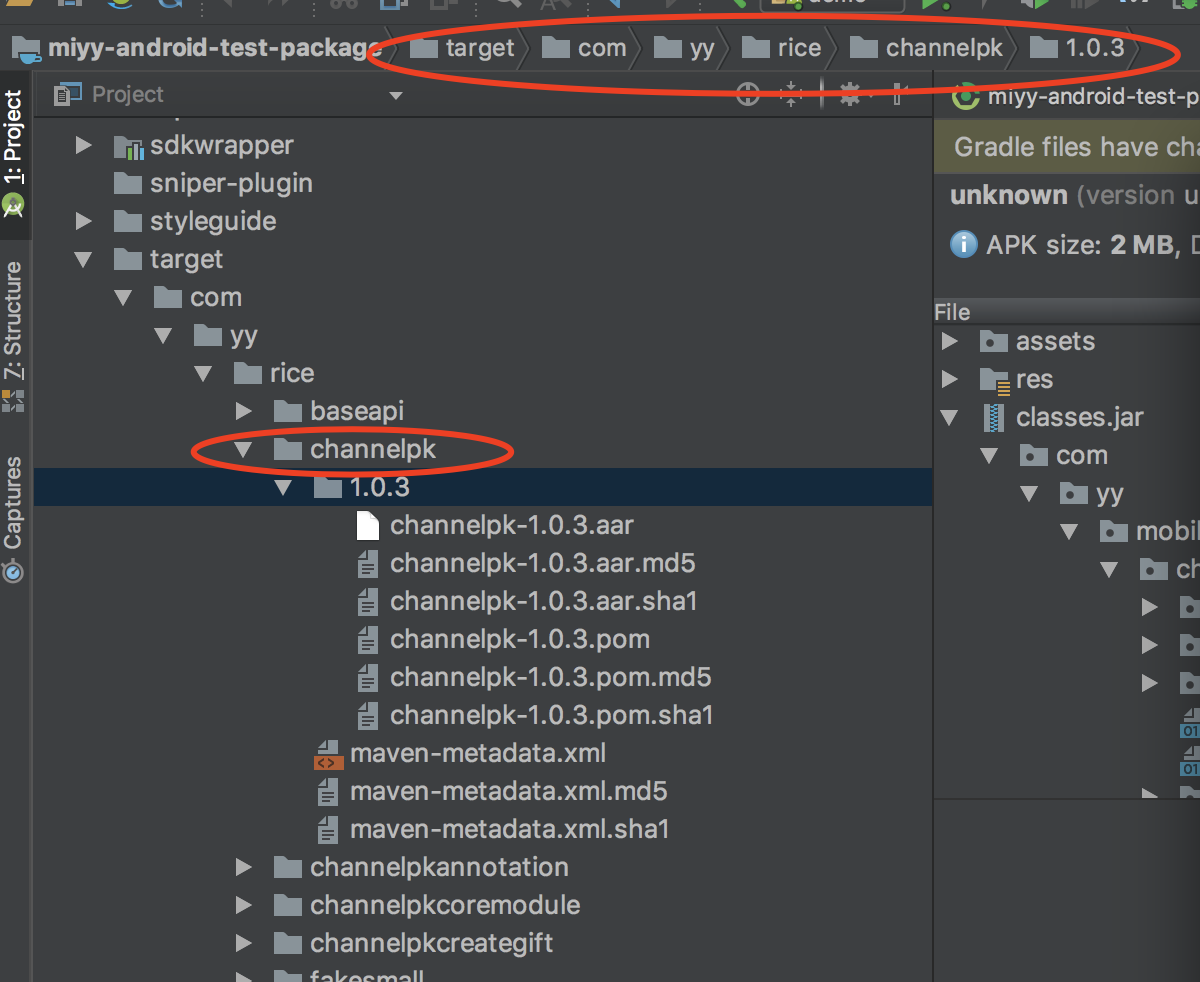 miyy-android-test-package target com yy rice channelpk 1.0.3
Project
miyy-android-test-p
1: Project
7: Structure
Captures
sdkwrapper
sniper-plugin
styleguide
target
com
yy
rice
baseapi
channelpk
1.0.3
channelpk-1.0.3.aar
channelpk-1.0.3.aar.md5
channelpk-1.0.3.aar.sha1
channelpk-1.0.3.pom
channelpk-1.0.3.pom.md5
channelpk-1.0.3.pom.sha1
maven-metadata.xml
maven-metadata.xml.md5
maven-metadata.xml.sha1
channelpkannotation
channelpkcoremodule
channelpkcreategift
fakesmall
Gradle files have cha
unknown (version u
APK size: 2 MB, D
File
assets
res
classes.jar
com
yy
mobil
ch